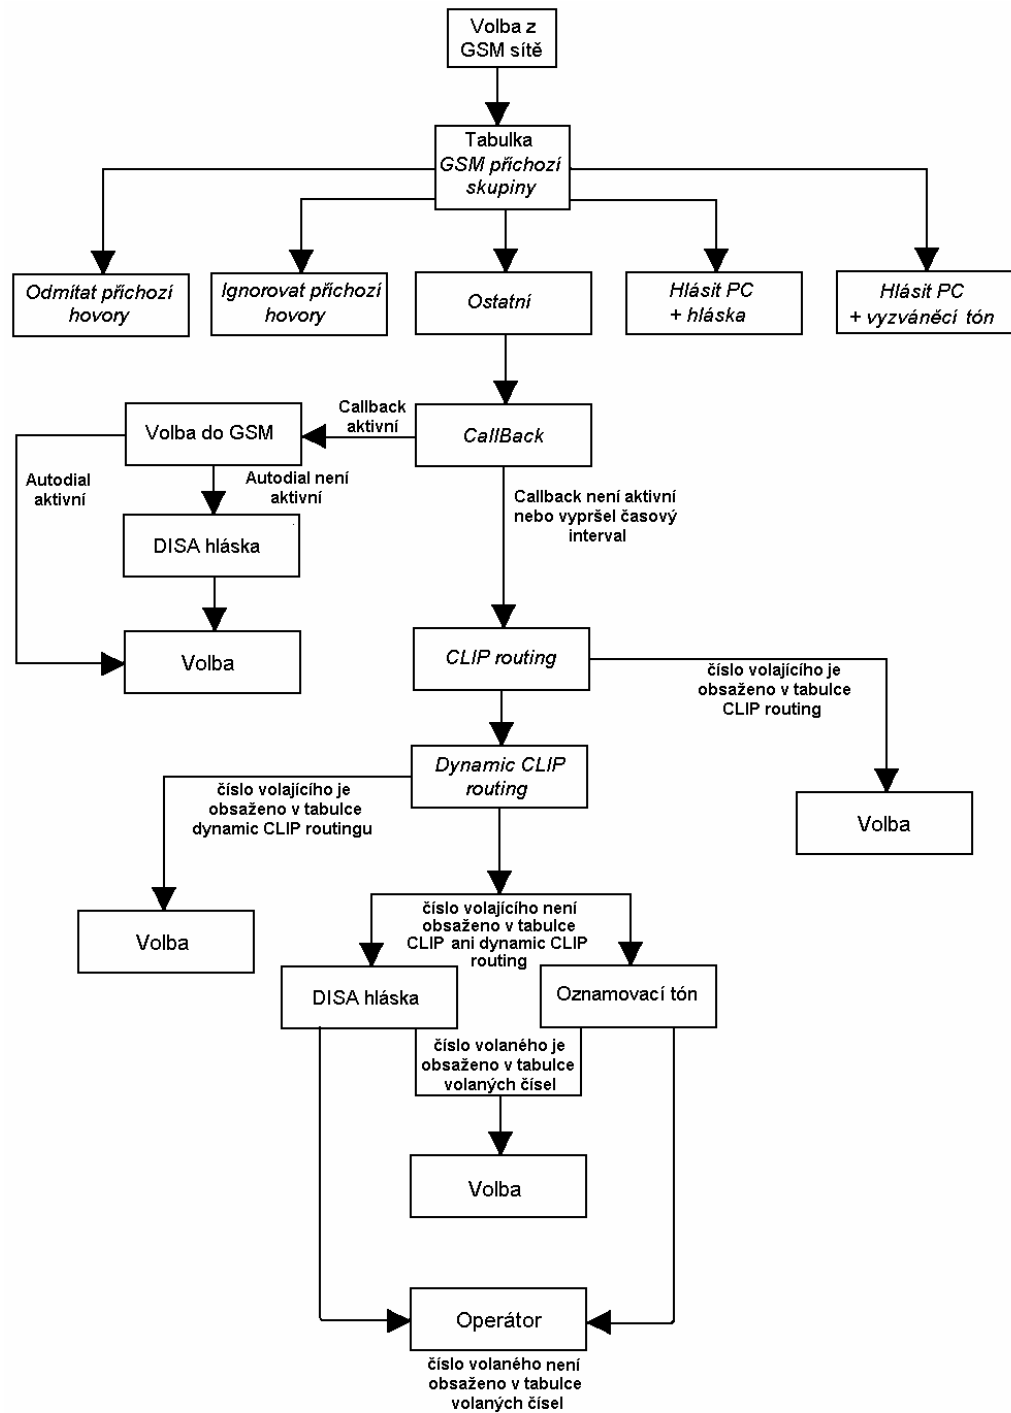 Volba z
GSM sítě
Tabulka
GSM příchozí
skupiny
Odmítat příchozí
hovory
Ignorovat příchozí
hovory
Ostatní
Hlásit PC
+ hláska
Hlásit PC
+ vyzváněcí tón
Callback
aktivní
Volba do GSM
CallBack
Autodial
aktivní
Autodial není
aktivní
Callback není aktivní
nebo vypršel časový
interval
DISA hláska
Volba
CLIP routing
číslo volajícího je
obsaženo v tabulce
CLIP routing
Dynamic CLIP
routing
číslo volajícího je
obsaženo v tabulce
dynamic CLIP routingu
Volba
Volba
číslo volajícího není
obsaženo v tabulce
CLIP ani dynamic CLIP
routing
DISA hláska
Oznamovací tón
číslo volaného je
obsaženo v tabulce
volaných čísel
Volba
Operátor
číslo volaného není
obsaženo v tabulce
volaných čísel